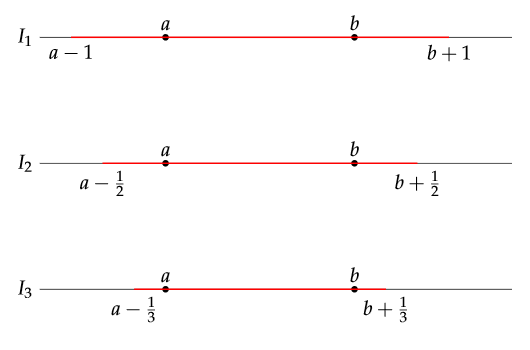 a b
I₁
a − 1 b + 1
a b
I₂
a − 1/2 b + 1/2
a b
I₃
a − 1/3 b + 1/3